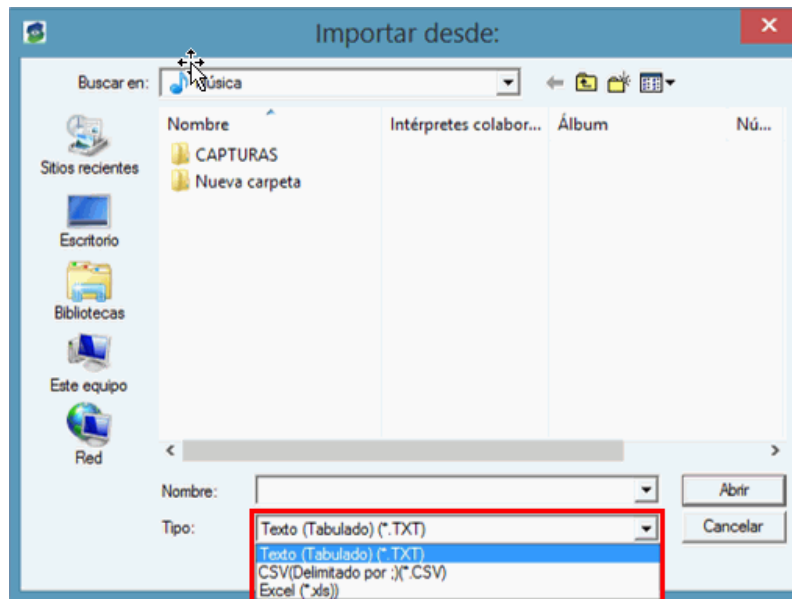 Importar desde:
Buscar en: Música
Nombre Intérpretes colabor... Álbum Nú...
CAPTURAS
Nueva carpeta
Sitios recientes
Escritorio
Bibliotecas
Este equipo
Red
Nombre: Abrir
Tipo: Texto (Tabulado) (*.TXT) Cancelar
Texto (Tabulado) (*.TXT)
CSV(Delimitado por ;)(*.CSV)
Excel (*.xls))